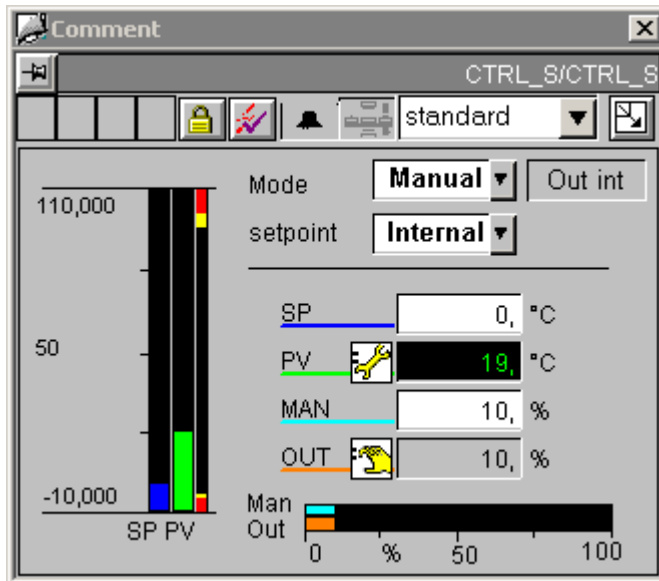 Comment
CTRL_S/CTRL_S
standard
Mode Manual Out int
setpoint Internal
110,000
50
-10,000
SP PV
SP 0, °C
PV 19, °C
MAN 10, %
OUT 10, %
Man
Out
0 % 50 100